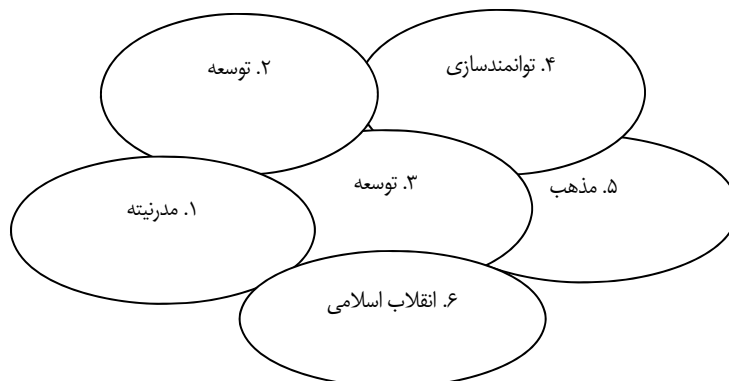 ۲. توسعه
۴. توانمندسازی
۳. توسعه
۵. مذهب
۱. مدرنیته
۶. انقلاب اسلامی